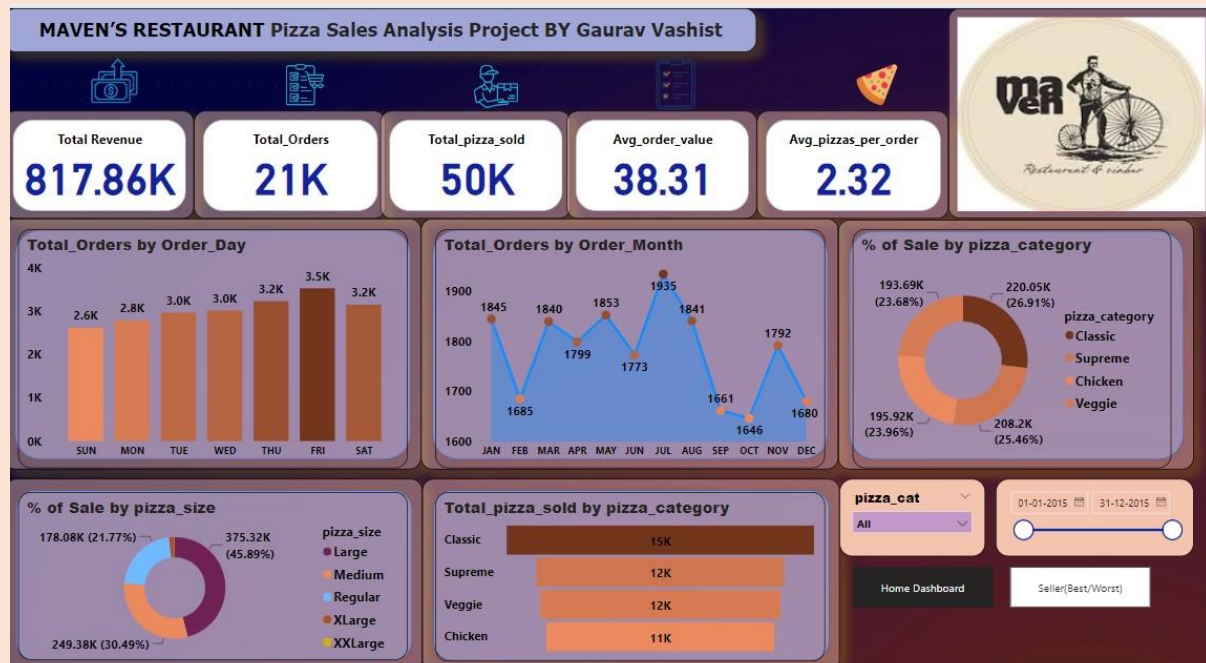 MAVEN'S RESTAURANT Pizza Sales Analysis Project BY Gaurav Vashist
maven
Restaurant & vinbar
Total Revenue
817.86K
Total_Orders
21K
Total_pizza_sold
50K
Avg_order_value
38.31
Avg_pizzas_per_order
2.32
Total_Orders by Order_Day
4K
3K
2K
1K
0K
2.6K
2.8K
3.0K
3.0K
3.2K
3.5K
3.2K
SUN MON TUE WED THU FRI SAT
Total_Orders by Order_Month
1900
1800
1700
1600
1845
1685
1840
1799
1853
1773
1935
1841
1661
1646
1792
1680
JAN FEB MAR APR MAY JUN JUL AUG SEP OCT NOV DEC
% of Sale by pizza_category
193.69K
(23.68%)
220.05K
(26.91%)
195.92K
(23.96%)
208.2K
(25.46%)
pizza_category
Classic
Supreme
Chicken
Veggie
% of Sale by pizza_size
178.08K (21.77%)
375.32K
(45.89%)
249.38K (30.49%)
pizza_size
Large
Medium
Regular
XLarge
XXLarge
Total_pizza_sold by pizza_category
Classic 15K
Supreme 12K
Veggie 12K
Chicken 11K
pizza_cat
All
01-01-2015 31-12-2015
Home Dashboard
Seller(Best/Worst)